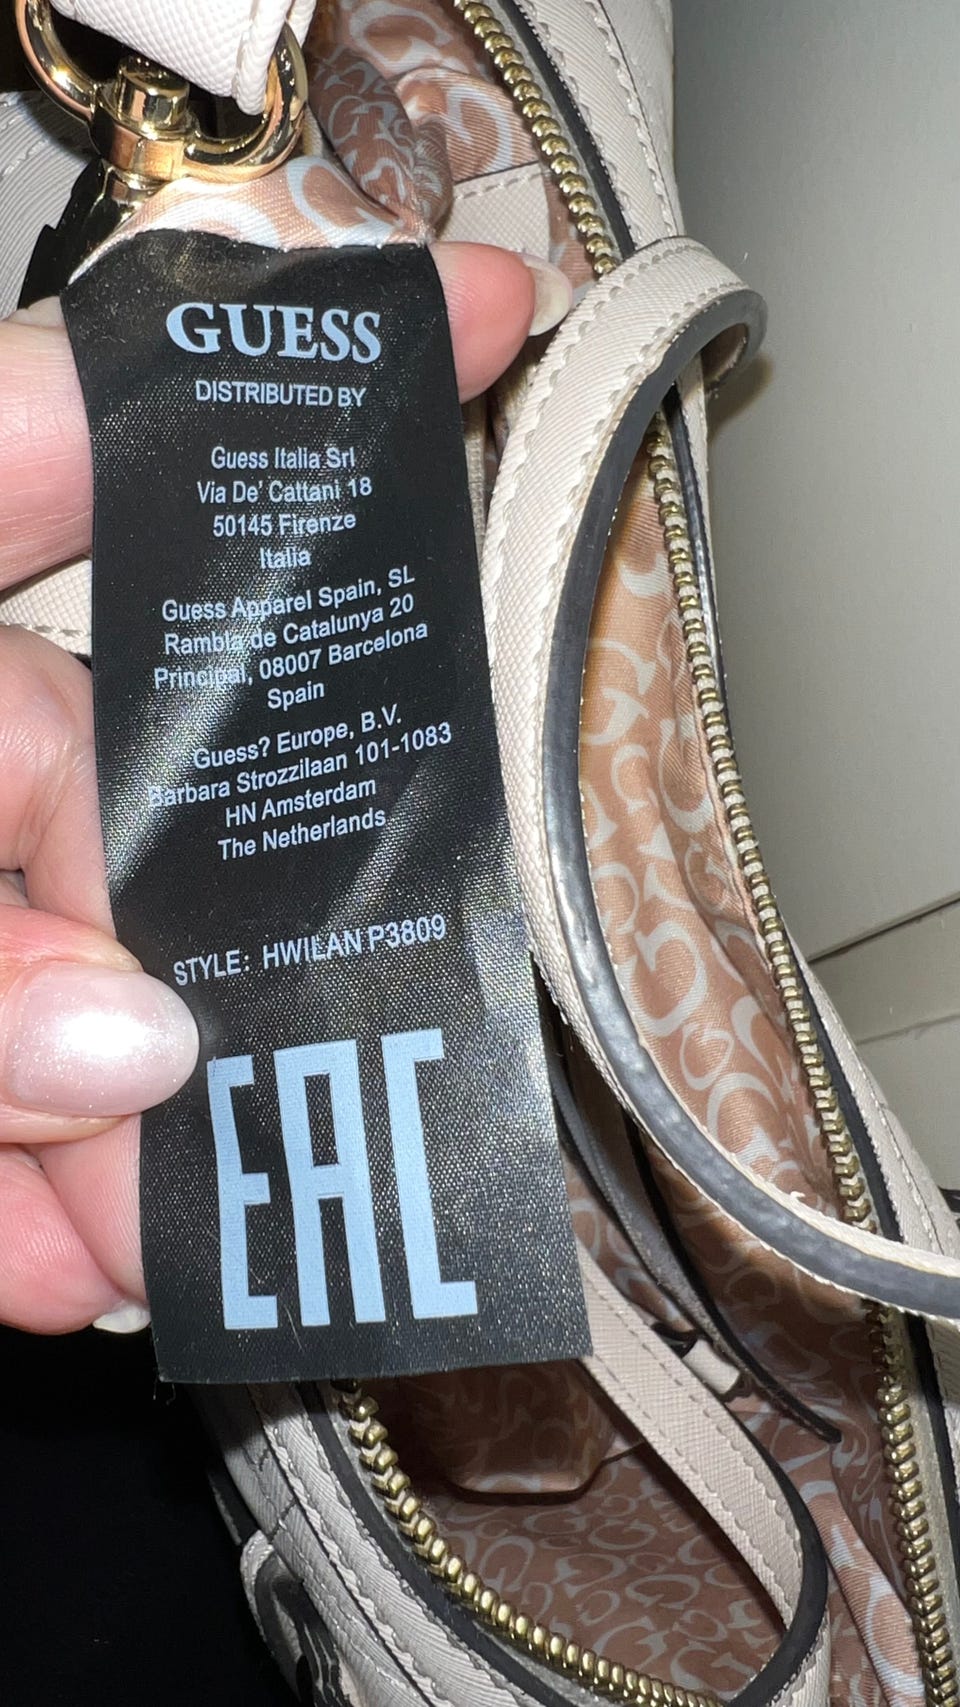 GUESS
DISTRIBUTED BY
Guess Italia Srl
Via De' Cattani 18
50145 Firenze
Italia
Guess Apparel Spain, SL
Rambla de Catalunya 20
Principal, 08007 Barcelona
Spain
Guess? Europe, B.V.
Barbara Strozzilaan 101-1083
HN Amsterdam
The Netherlands
STYLE: HWILAN P3809
EAC